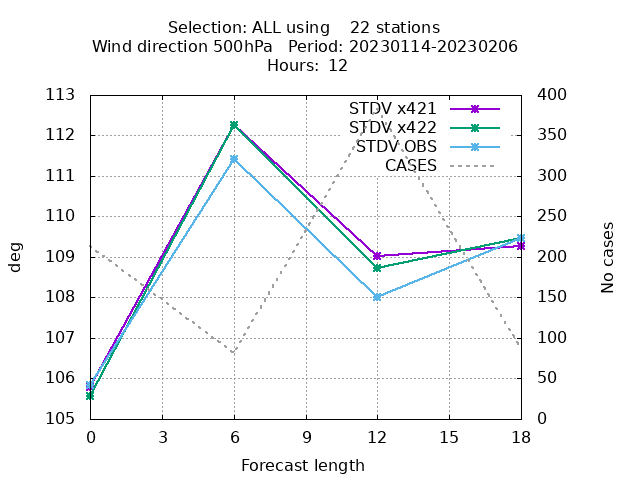 Selection: ALL using    22 stations
Wind direction 500hPa   Period: 20230114-20230206
Hours:  12
STDV x421
STDV x422
STDV OBS
CASES
113
112
111
110
109
108
107
106
105
400
350
300
250
200
150
100
50
0
deg
No cases
0 3 6 9 12 15 18
Forecast length